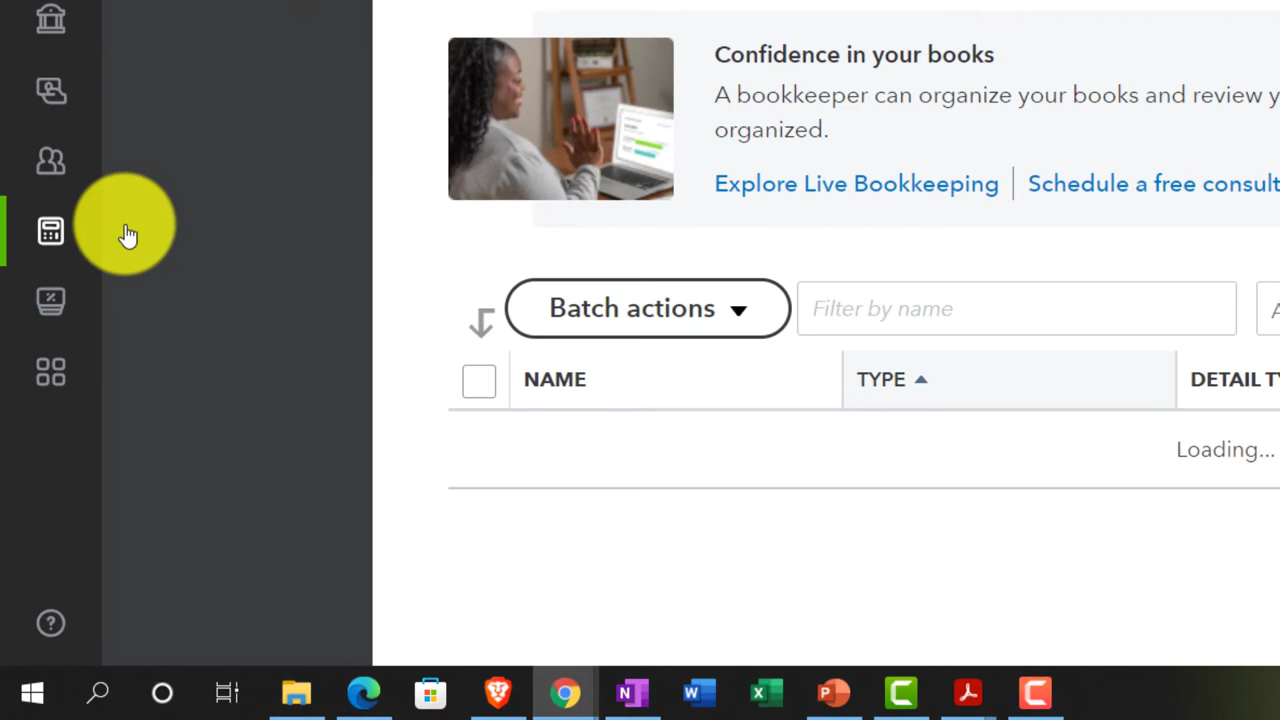 Confidence in your books
A bookkeeper can organize your books and review
organized.
Explore Live Bookkeeping
Schedule a free
Batch actions
Filter by name
NAME
TYPE
DETAIL
Loading...